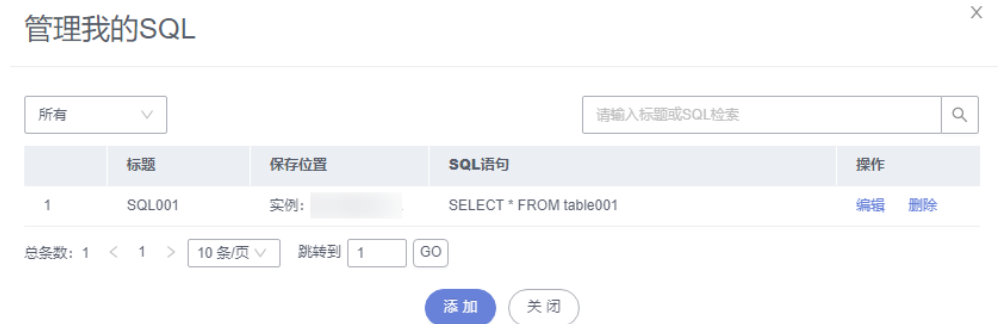 管理我的SQL
所有
请输入标题或SQL检索
标题 保存位置 SQL语句 操作
1 SQL001 实例: SELECT * FROM table001 编辑 删除
总条数: 1 < 1 > 10 条/页 跳转到 1 GO
添加 关闭